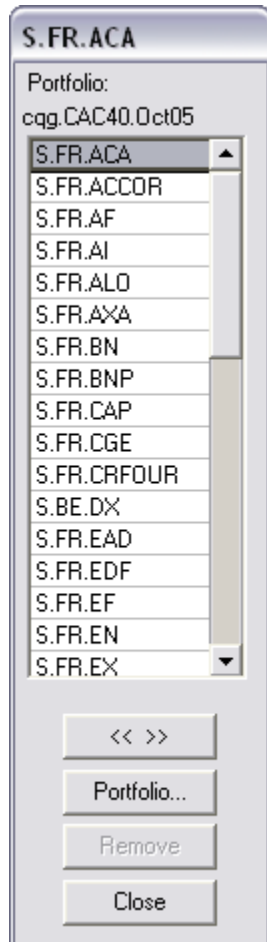 S.FR.ACA
Portfolio:
cqg.CAC40.Oct05
S.FR.ACA
S.FR.ACCOR
S.FR.AF
S.FR.AI
S.FR.ALO
S.FR.AXA
S.FR.BN
S.FR.BNP
S.FR.CAP
S.FR.CGE
S.FR.CRFOUR
S.BE.DX
S.FR.EAD
S.FR.EDF
S.FR.EF
S.FR.EN
S.FR.EX
<< >>
Portfolio...
Remove
Close